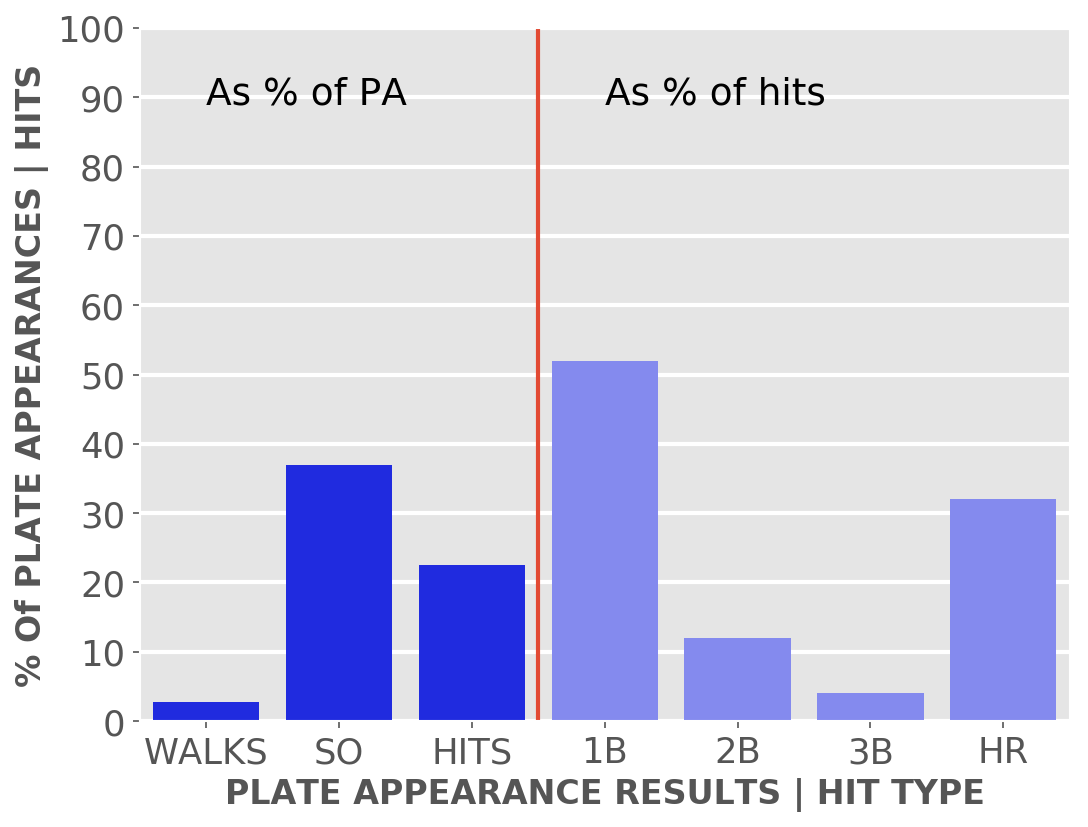 As % of PA
As % of hits
% Of PLATE APPEARANCES | HITS
100
90
80
70
60
50
40
30
20
10
0
WALKS SO HITS 1B 2B 3B HR
PLATE APPEARANCE RESULTS | HIT TYPE